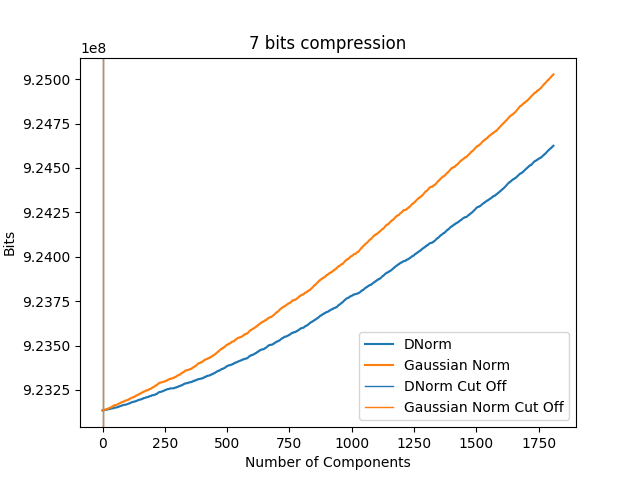 7 bits compression
1e8
9.2500
9.2475
9.2450
9.2425
9.2400
9.2375
9.2350
9.2325
Bits
0 250 500 750 1000 1250 1500 1750
Number of Components
DNorm
Gaussian Norm
DNorm Cut Off
Gaussian Norm Cut Off